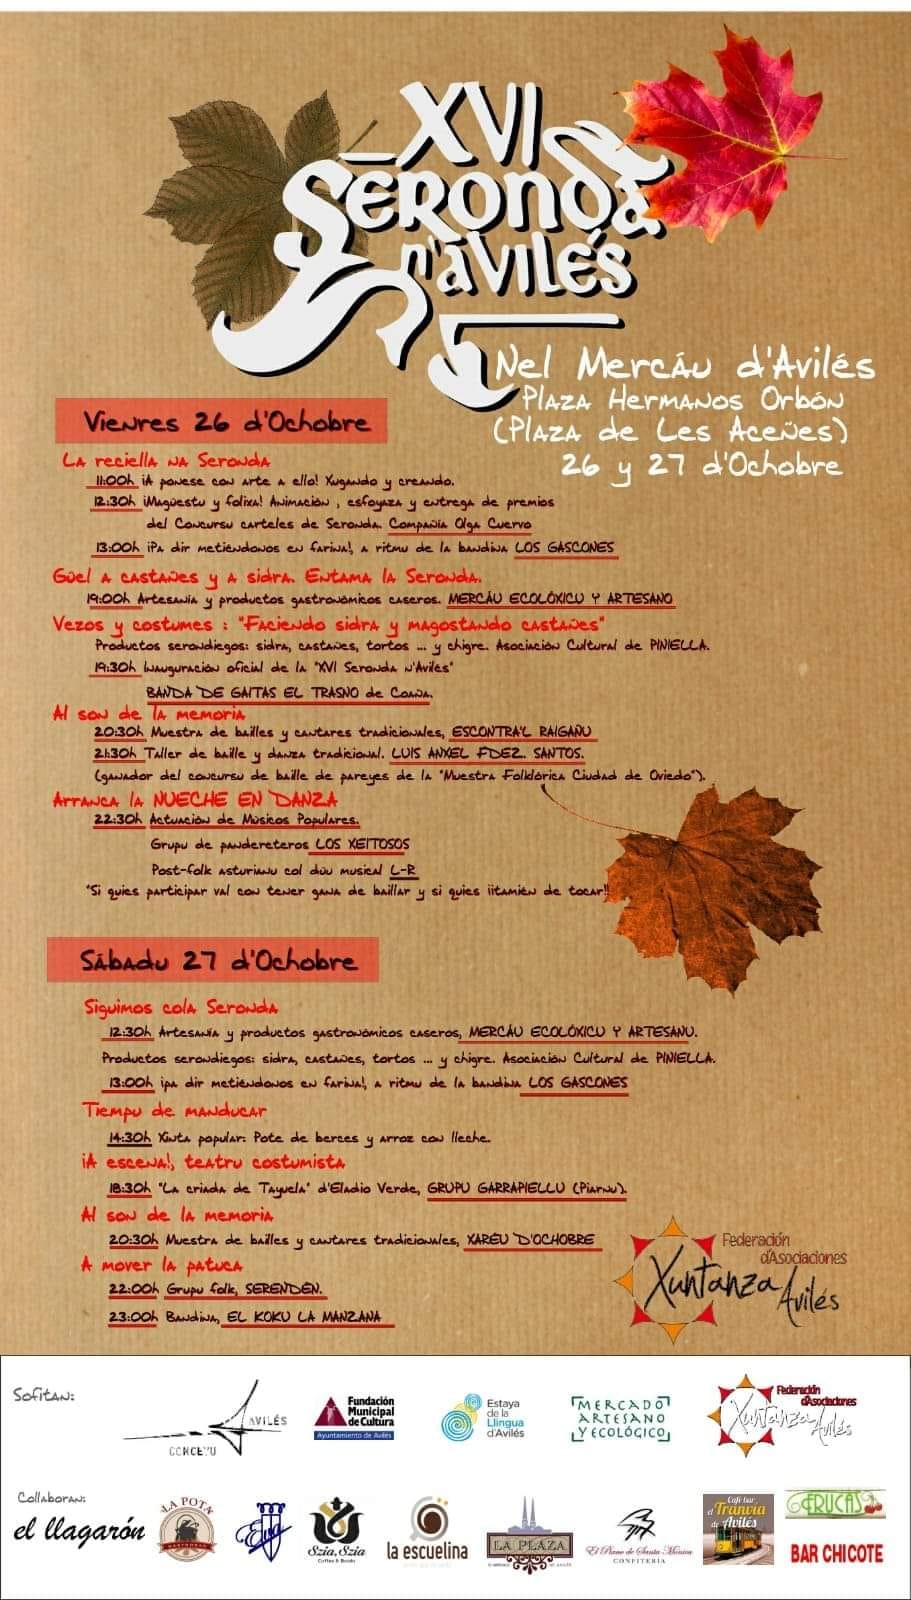 XVI
SERONDA
n'AVILÉS
Nel Mercáu d'Avilés
Plaza Hermanos Orbón
(Plaza de Les Aceñes)
26 y 27 d'Ochobre
Vienres 26 d'Ochobre
La reciella na Seronda
11:00h ¡A ponese con arte a ello! Xugando y creando.
12:30h ¡Magüestu y folixa! Animación , esfoyaza y entrega de premios
del Concursu carteles de Seronda. Compañía Olga Cuervo
13:00h ¡Pa dir metiéndonos en farina!, a ritmu de la bandina LOS GASCONES
Güel a castañes y a sidra. Entama la Seronda.
19:00h Artesanía y productos gastronómicos caseros. MERCÁU ECOLÓXICU Y ARTESANO
Vezos y costumes : "Faciendo sidra y magostando castañes"
Productos serondiegos: sidra, castañes, tortos ... y chigre. Asociación Cultural de PINIELLA.
19:30h Inauguración oficial de la "XVI Seronda n'Avilés"
BANDA DE GAITAS EL TRASNO de Coaña.
Al son de la memoria
20:30h Muestra de bailles y cantares tradicionales, ESCONTRA'L RAIGAÑU
21:30h Taller de baille y danza tradicional. LUIS ANXEL FDEZ. SANTOS.
(ganador del concurso de baille de pareyes de la "Muestra Folklórica Ciudad de Oviedo").
Arranca la NUECHE EN DANZA
22:30h Actuación de Músicos Populares.
Grupu de pandereteros LOS XEITOSOS
Post-folk asturianu col dúu musical L-R
"Si quies participar val con tener gana de baillar y si quies ¡¡tamién de tocar!!
Sábadu 27 d'Ochobre
Siguimos cola Seronda
12:30h Artesanía y productos gastronómicos caseros, MERCÁU ECOLÓXICU Y ARTESANU.
Productos serondiegos: sidra, castañes, tortos ... y chigre. Asociación Cultural de PINIELLA.
13:00h ¡pa dir metiéndonos en farina!, a ritmu de la bandina LOS GASCONES
Tiempu de manducar
14:30h Xinta popular: Pote de berces y arroz con lleche.
¡A escena!, teatru costumista
18:30h "La criada de Tayuela" d'Eladio Verde, GRUPU GARRAPIELLU (Piarnu).
Al son de la memoria
20:30h Muestra de bailles y cantares tradicionales, XARÉU D'OCHOBRE
A mover la patuca
22:00h Grupu folk, SERENDEN.
23:00h Bandina, EL KOKU LA MANZANA
Federación
d'Asociaciones
Xuntanza
Avilés
Sofitan:
AVILÉS
CONCEYU
Fundación
Municipal
de Cultura
Ayuntamiento de Avilés
Estaya
de la
Llingua
d'Avilés
MERCADO
ARTESANO
Y ECOLÓGICO
Federación
d'Asociaciones
Xuntanza
Avilés
Collaboran:
el llagarón
LA POTA
Eva
Szia, Szia
Coffee & Books
la escuelina
LA PLAZA
El Plano de Santa Mónica
CONFITERÍA
Café bar
el Tranvía
de Avilés
ERUCAS
BAR CHICOTE